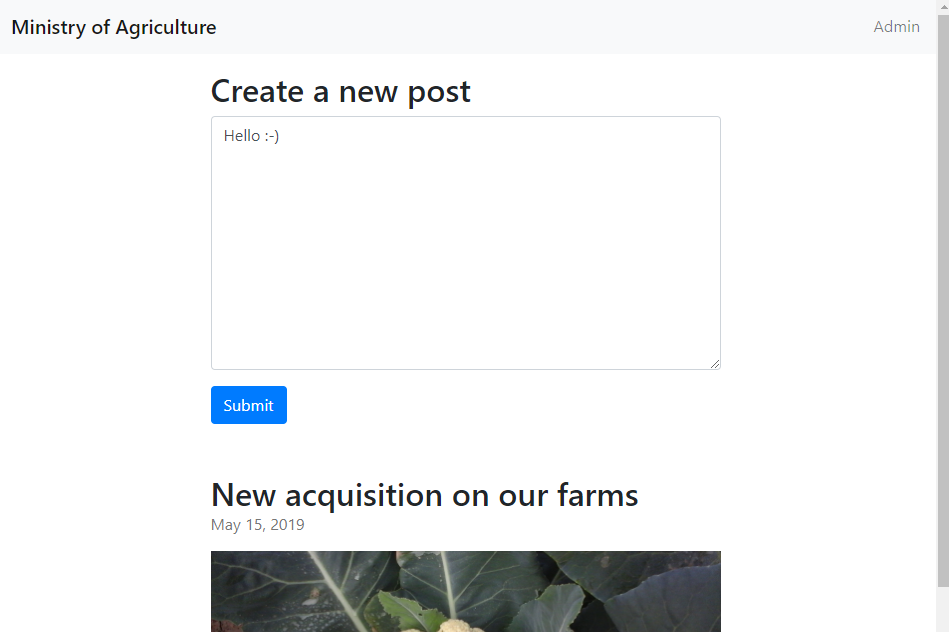 Ministry of Agriculture
Admin
Create a new post
Hello :-)
Submit
New acquisition on our farms
May 15, 2019